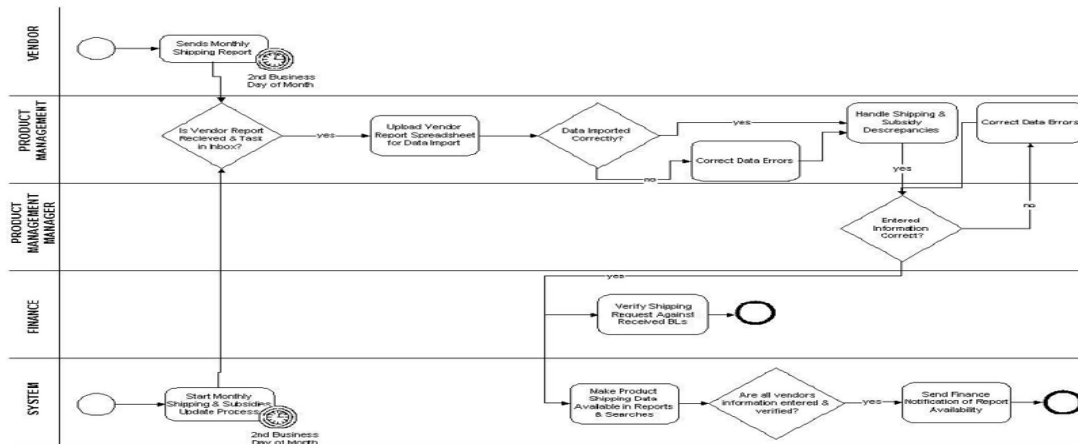 VENDOR
Sends Monthly
Shipping Report
2nd Business
Day of Month
PRODUCT
MANAGEMENT
Is Vendor Report
Recieved & Task
in Inbox?
yes
Upload Vendor
Report Spreadsheet
for Data Import
Data Imported
Correctly?
yes
no
Correct Data Errors
Handle Shipping &
Subsidy
Descrepancies
yes
Correct Data Errors
PRODUCT
MANAGEMENT
MANAGER
Entered
Information
Correct?
no
yes
FINANCE
Verify Shipping
Request Against
Received BLs
SYSTEM
Start Monthly
Shipping & Subsidies
Update Process
2nd Business
Day of Month
Make Product
Shipping Data
Available in Reports
& Searches
Are all vendors
information entered &
verified?
yes
Send Finance
Notification of Report
Availability